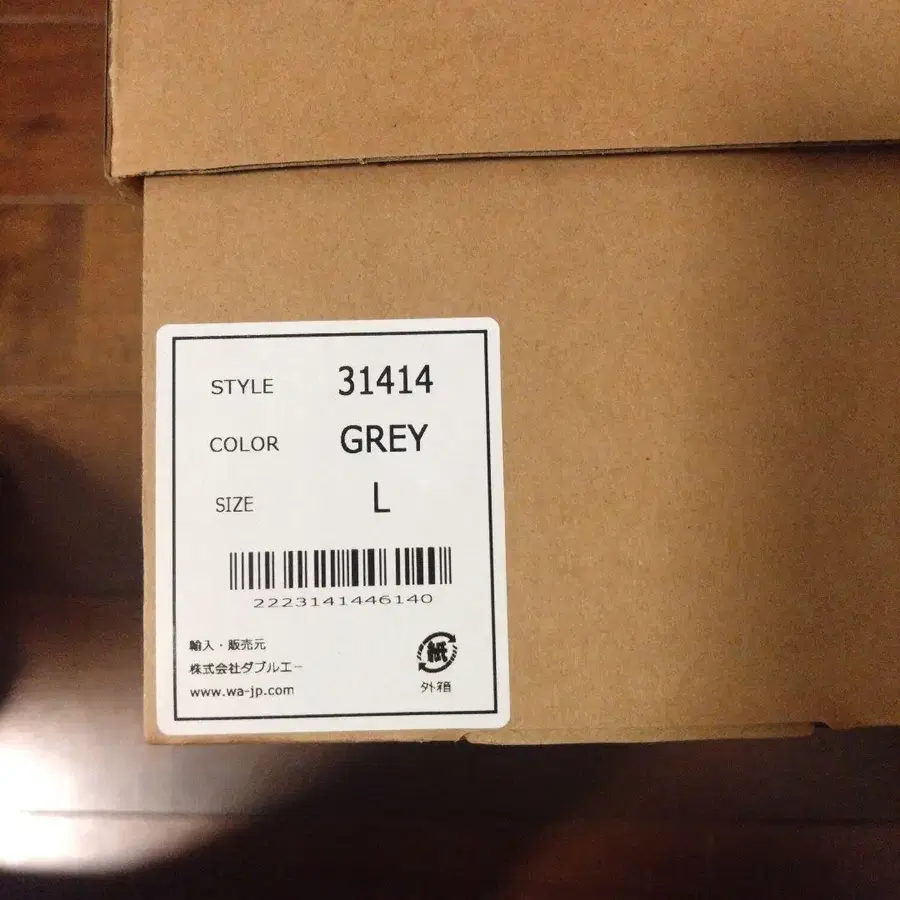 STYLE 31414
COLOR GREY
SIZE L
2223141446140
輸入・販売元
株式会社ダブルエー
www.wa-jp.com
紙
外箱